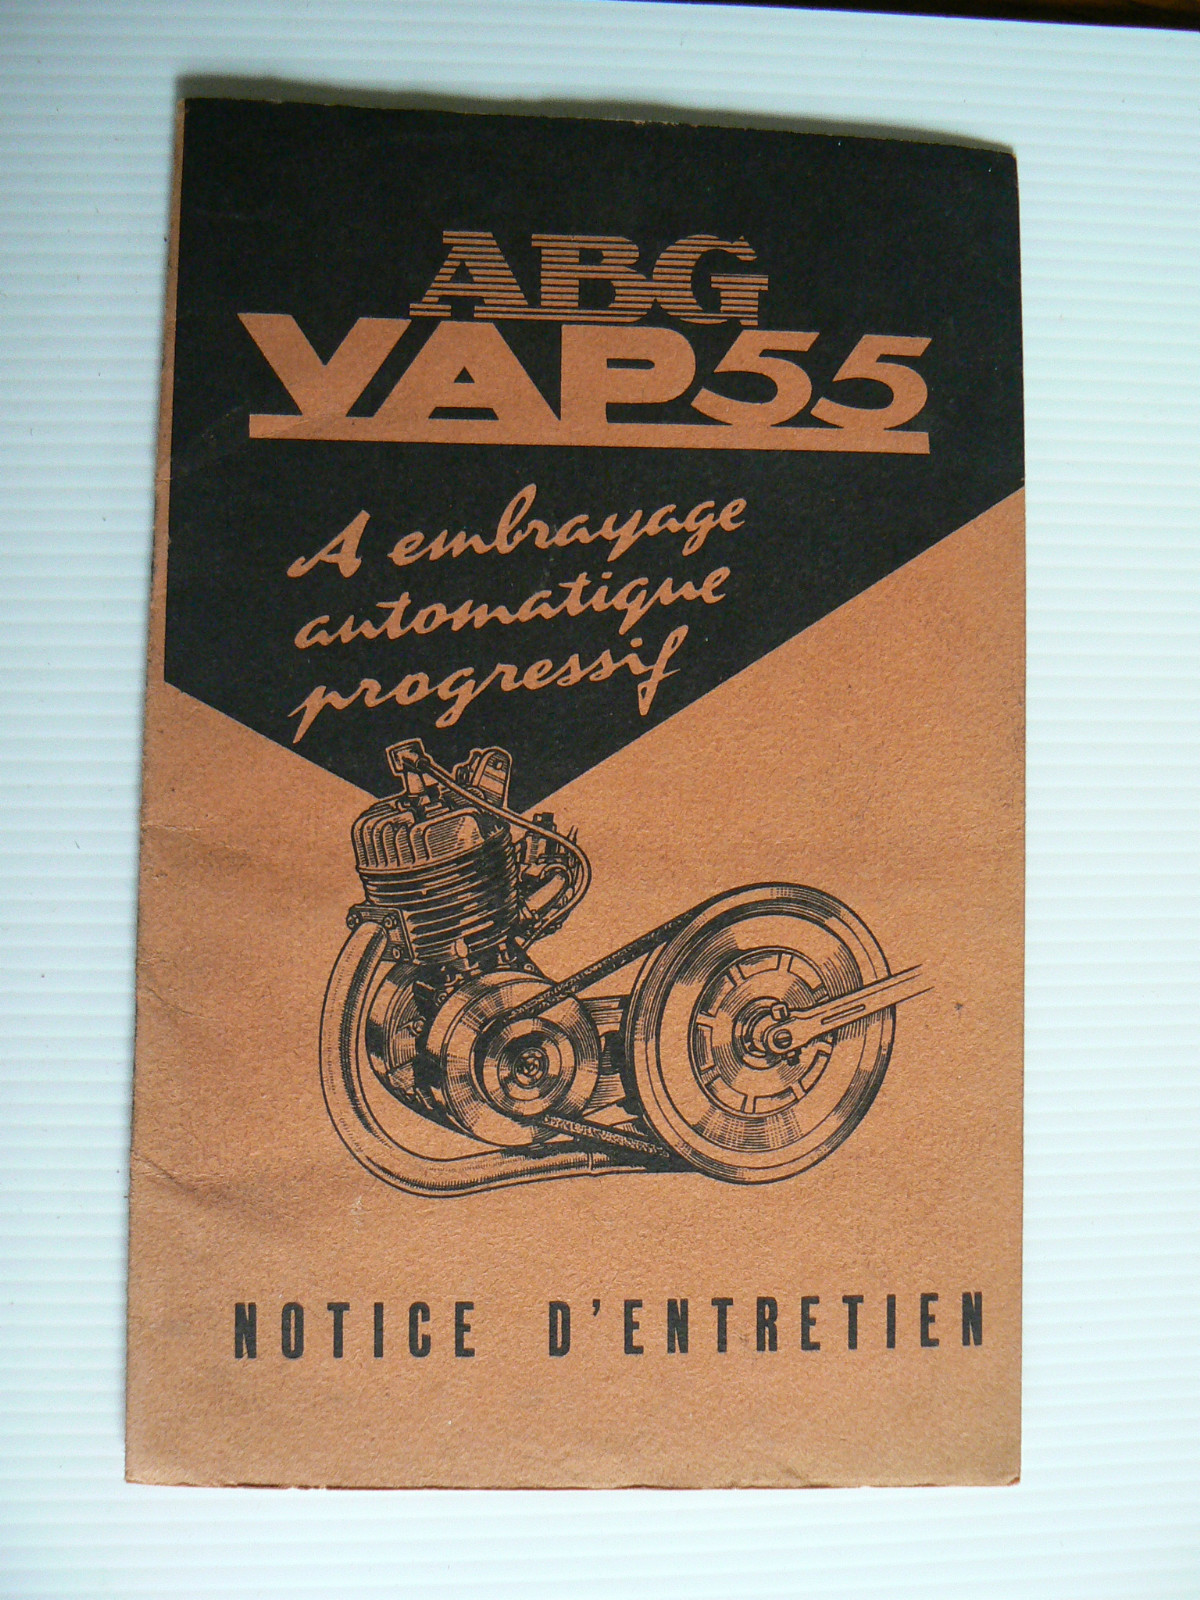 ABG
VAP55
A embrayage
automatique
progressif
NOTICE D'ENTRETIEN